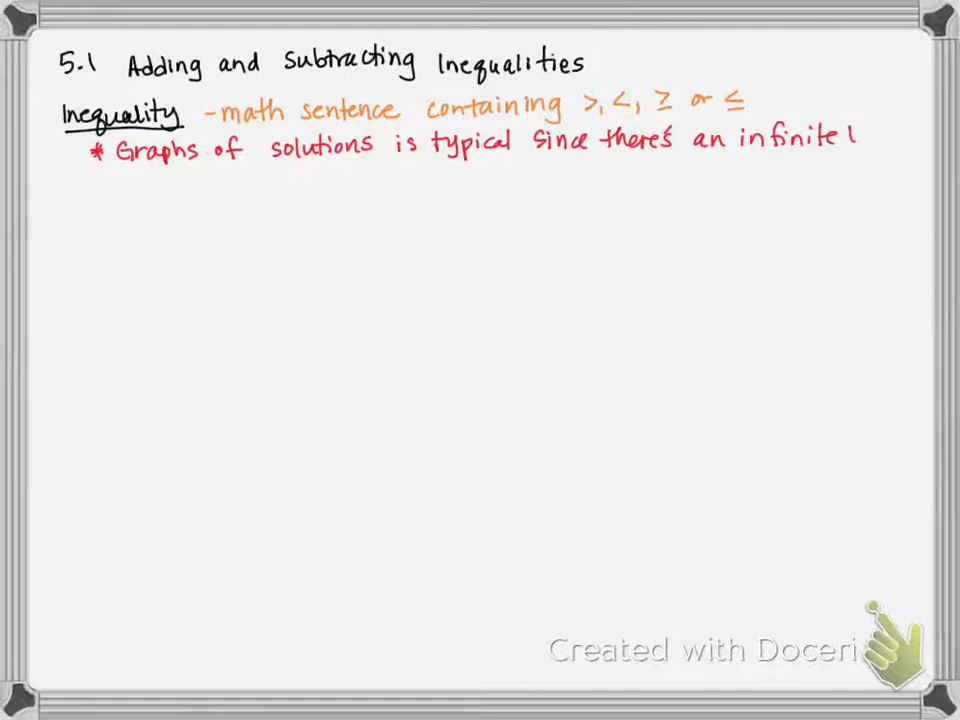 5.1 Adding and Subtracting Inequalities
Inequality - math sentence containing >, <, ≥ or ≤
* Graphs of solutions is typical since there's an infinite
Created with Doceri